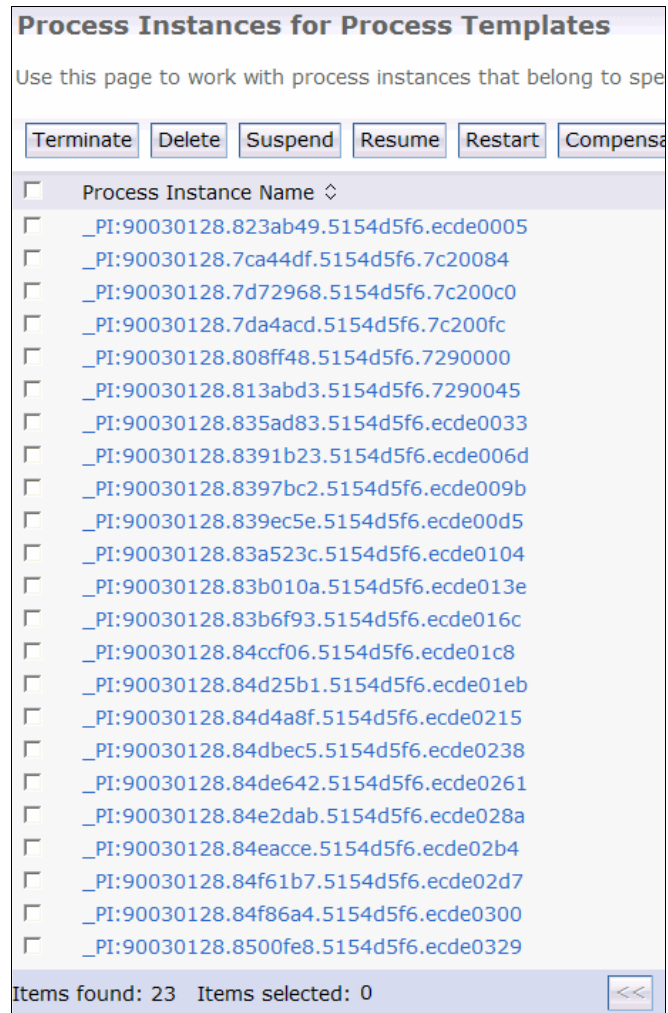 Process Instances for Process Templates
Use this page to work with process instances that belong to spe
Terminate Delete Suspend Resume Restart Compensa
Process Instance Name
_PI:90030128.823ab49.5154d5f6.ecde0005
_PI:90030128.7ca44df.5154d5f6.7c20084
_PI:90030128.7d72968.5154d5f6.7c200c0
_PI:90030128.7da4acd.5154d5f6.7c200fc
_PI:90030128.808ff48.5154d5f6.7290000
_PI:90030128.813abd3.5154d5f6.7290045
_PI:90030128.835ad83.5154d5f6.ecde0033
_PI:90030128.8391b23.5154d5f6.ecde006d
_PI:90030128.8397bc2.5154d5f6.ecde009b
_PI:90030128.839ec5e.5154d5f6.ecde00d5
_PI:90030128.83a523c.5154d5f6.ecde0104
_PI:90030128.83b010a.5154d5f6.ecde013e
_PI:90030128.83b6f93.5154d5f6.ecde016c
_PI:90030128.84ccf06.5154d5f6.ecde01c8
_PI:90030128.84d25b1.5154d5f6.ecde01eb
_PI:90030128.84d4a8f.5154d5f6.ecde0215
_PI:90030128.84dbec5.5154d5f6.ecde0238
_PI:90030128.84de642.5154d5f6.ecde0261
_PI:90030128.84e2dab.5154d5f6.ecde028a
_PI:90030128.84eacce.5154d5f6.ecde02b4
_PI:90030128.84f61b7.5154d5f6.ecde02d7
_PI:90030128.84f86a4.5154d5f6.ecde0300
_PI:90030128.8500fe8.5154d5f6.ecde0329
Items found: 23 Items selected: 0 <<